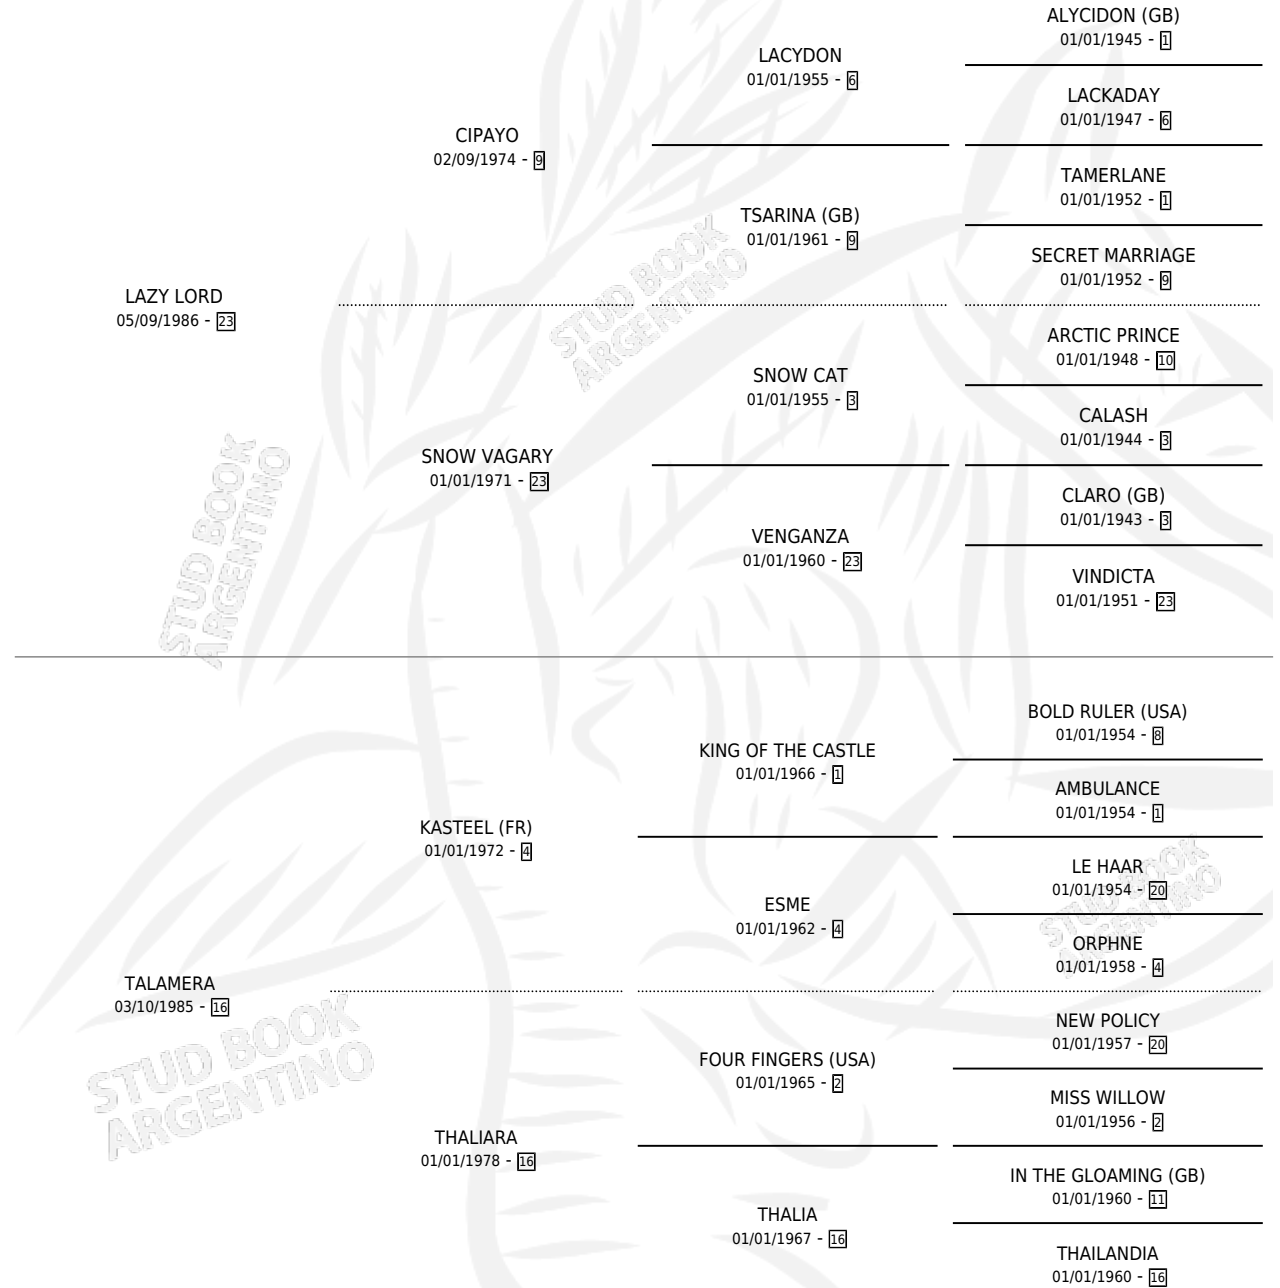 ALYCIDON (GB)
01/01/1945 - 1
LACYDON
01/01/1955 - 6
LACKADAY
01/01/1947 - 6
CIPAYO
02/09/1974 - 9
TAMERLANE
01/01/1952 - 1
TSARINA (GB)
01/01/1961 - 9
SECRET MARRIAGE
01/01/1952 - 9
LAZY LORD
05/09/1986 - 23
ARCTIC PRINCE
01/01/1948 - 10
SNOW CAT
01/01/1955 - 3
CALASH
01/01/1944 - 3
SNOW VAGARY
01/01/1971 - 23
CLARO (GB)
01/01/1943 - 3
VENGANZA
01/01/1960 - 23
VINDICTA
01/01/1951 - 23
BOLD RULER (USA)
01/01/1954 - 8
KING OF THE CASTLE
01/01/1966 - 1
AMBULANCE
01/01/1954 - 1
KASTEEL (FR)
01/01/1972 - 4
LE HAAR
01/01/1954 - 20
ESME
01/01/1962 - 4
ORPHNE
01/01/1958 - 4
TALAMERA
03/10/1985 - 16
NEW POLICY
01/01/1957 - 20
FOUR FINGERS (USA)
01/01/1965 - 2
MISS WILLOW
01/01/1956 - 2
THALIARA
01/01/1978 - 16
IN THE GLOAMING (GB)
01/01/1960 - 11
THALIA
01/01/1967 - 16
THAILANDIA
01/01/1960 - 16
STUD BOOK
ARGENTINO
STUD BOOK
ARGENTINO
STUD BOOK
ARGENTINO
STUD BOOK
ARGENTINO